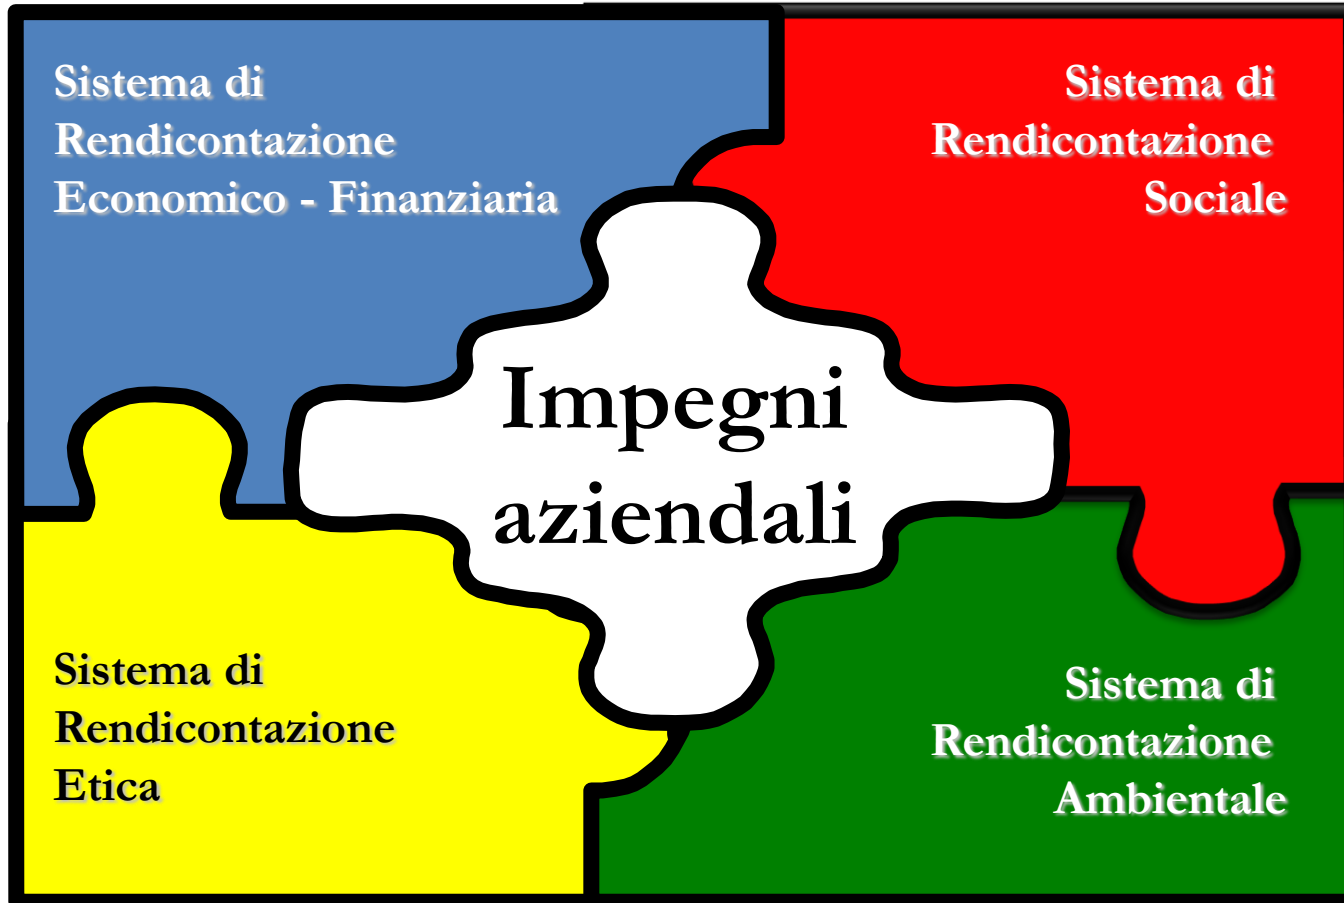 Sistema di
Rendicontazione
Economico - Finanziaria
Sistema di
Rendicontazione
Sociale
Impegni
aziendali
Sistema di
Rendicontazione
Etica
Sistema di
Rendicontazione
Ambientale